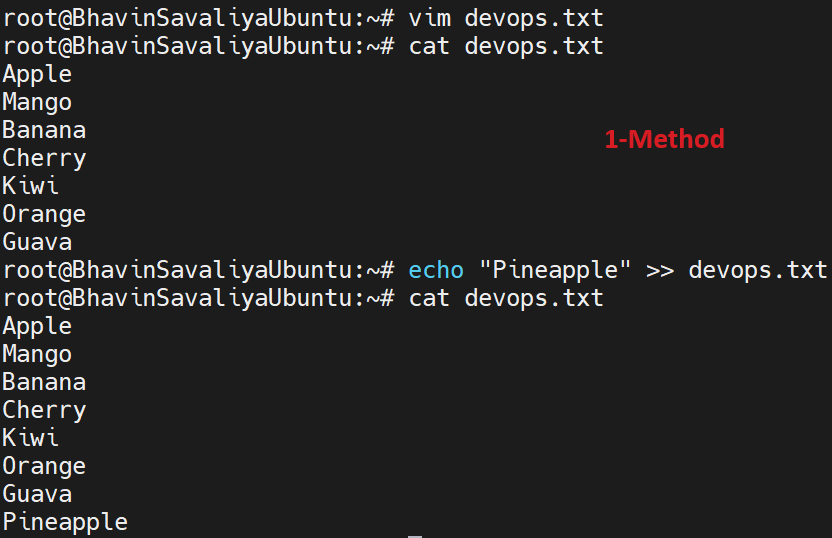 root@BhavinSavaliyaUbuntu:~# vim devops.txt
root@BhavinSavaliyaUbuntu:~# cat devops.txt
Apple
Mango
Banana
1-Method
Cherry
Kiwi
Orange
Guava
root@BhavinSavaliyaUbuntu:~# echo "Pineapple" >> devops.txt
root@BhavinSavaliyaUbuntu:~# cat devops.txt
Apple
Mango
Banana
Cherry
Kiwi
Orange
Guava
Pineapple